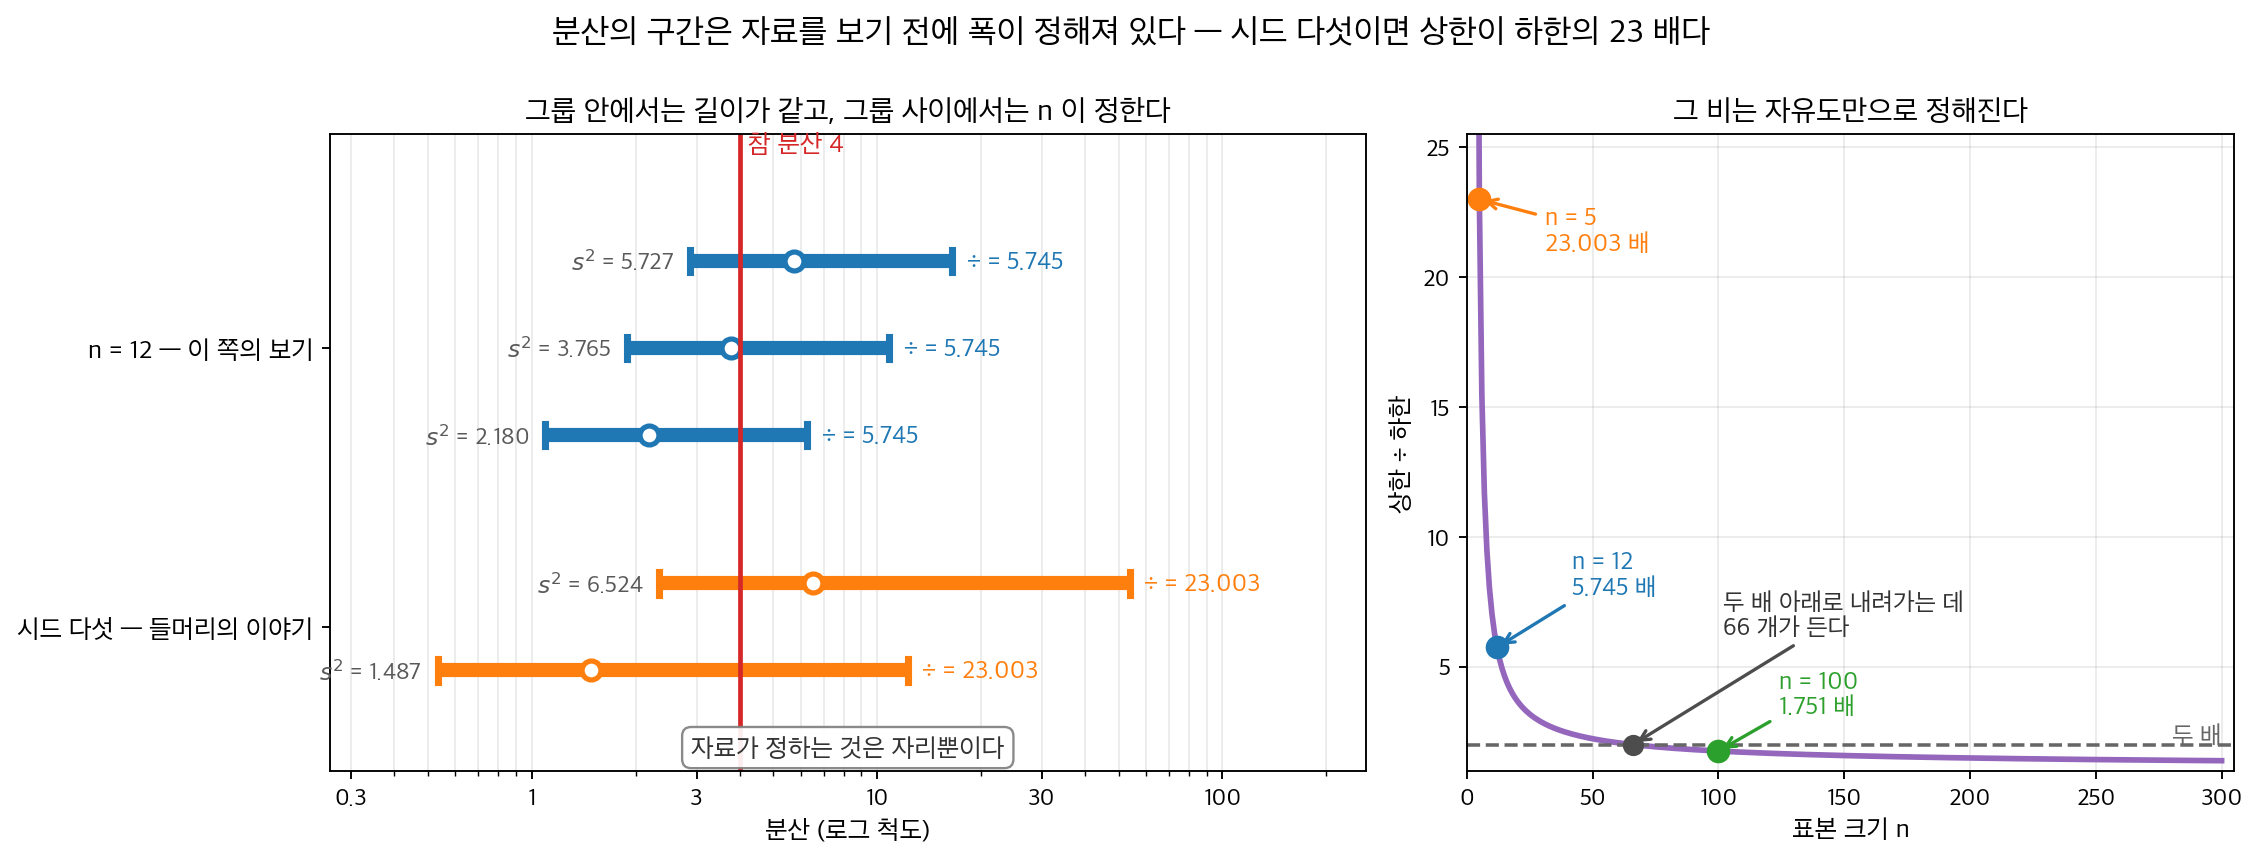 분산의 구간은 자료를 보기 전에 폭이 정해져 있다 — 시드 다섯이면 상한이 하한의 23 배다
그룹 안에서는 길이가 같고, 그룹 사이에서는 n 이 정한다
참 분산 4
s² = 5.727
÷ = 5.745
n = 12 — 이 쪽의 보기
s² = 3.765
÷ = 5.745
s² = 2.180
÷ = 5.745
s² = 6.524
÷ = 23.003
시드 다섯 — 들머리의 이야기
s² = 1.487
÷ = 23.003
자료가 정하는 것은 자리뿐이다
0.3 1 3 10 30 100
분산 (로그 척도)
그 비는 자유도만으로 정해진다
상한 ÷ 하한
25
20
15
10
5
n = 5
23.003 배
n = 12
5.745 배
두 배 아래로 내려가는 데
66 개가 든다
n = 100
1.751 배
두 배
0 50 100 150 200 250 300
표본 크기 n